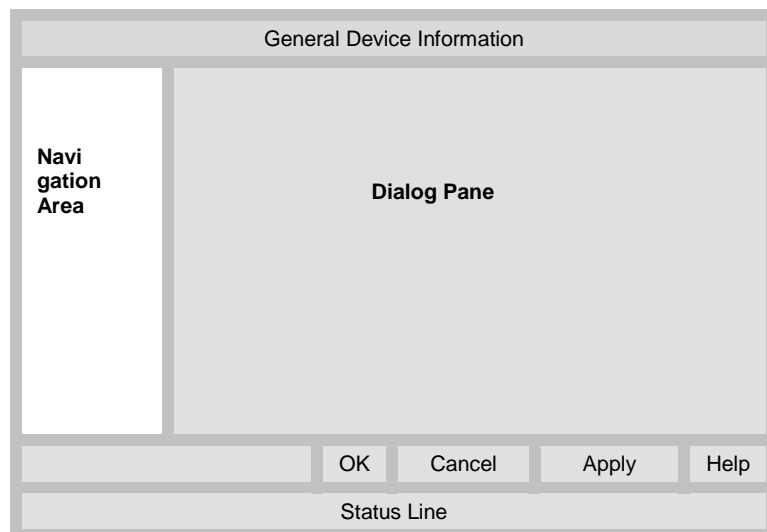 General Device Information
Navi
gation
Area
Dialog Pane
OK Cancel Apply Help
Status Line